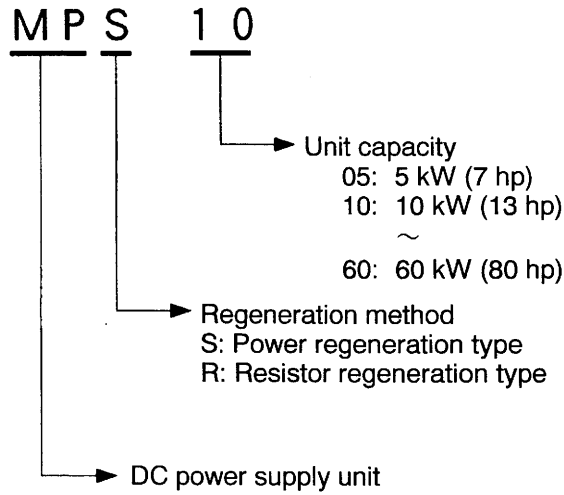 MPS 10
Unit capacity
05: 5 kW (7 hp)
10: 10 kW (13 hp)
~
60: 60 kW (80 hp)
Regeneration method
S: Power regeneration type
R: Resistor regeneration type
DC power supply unit